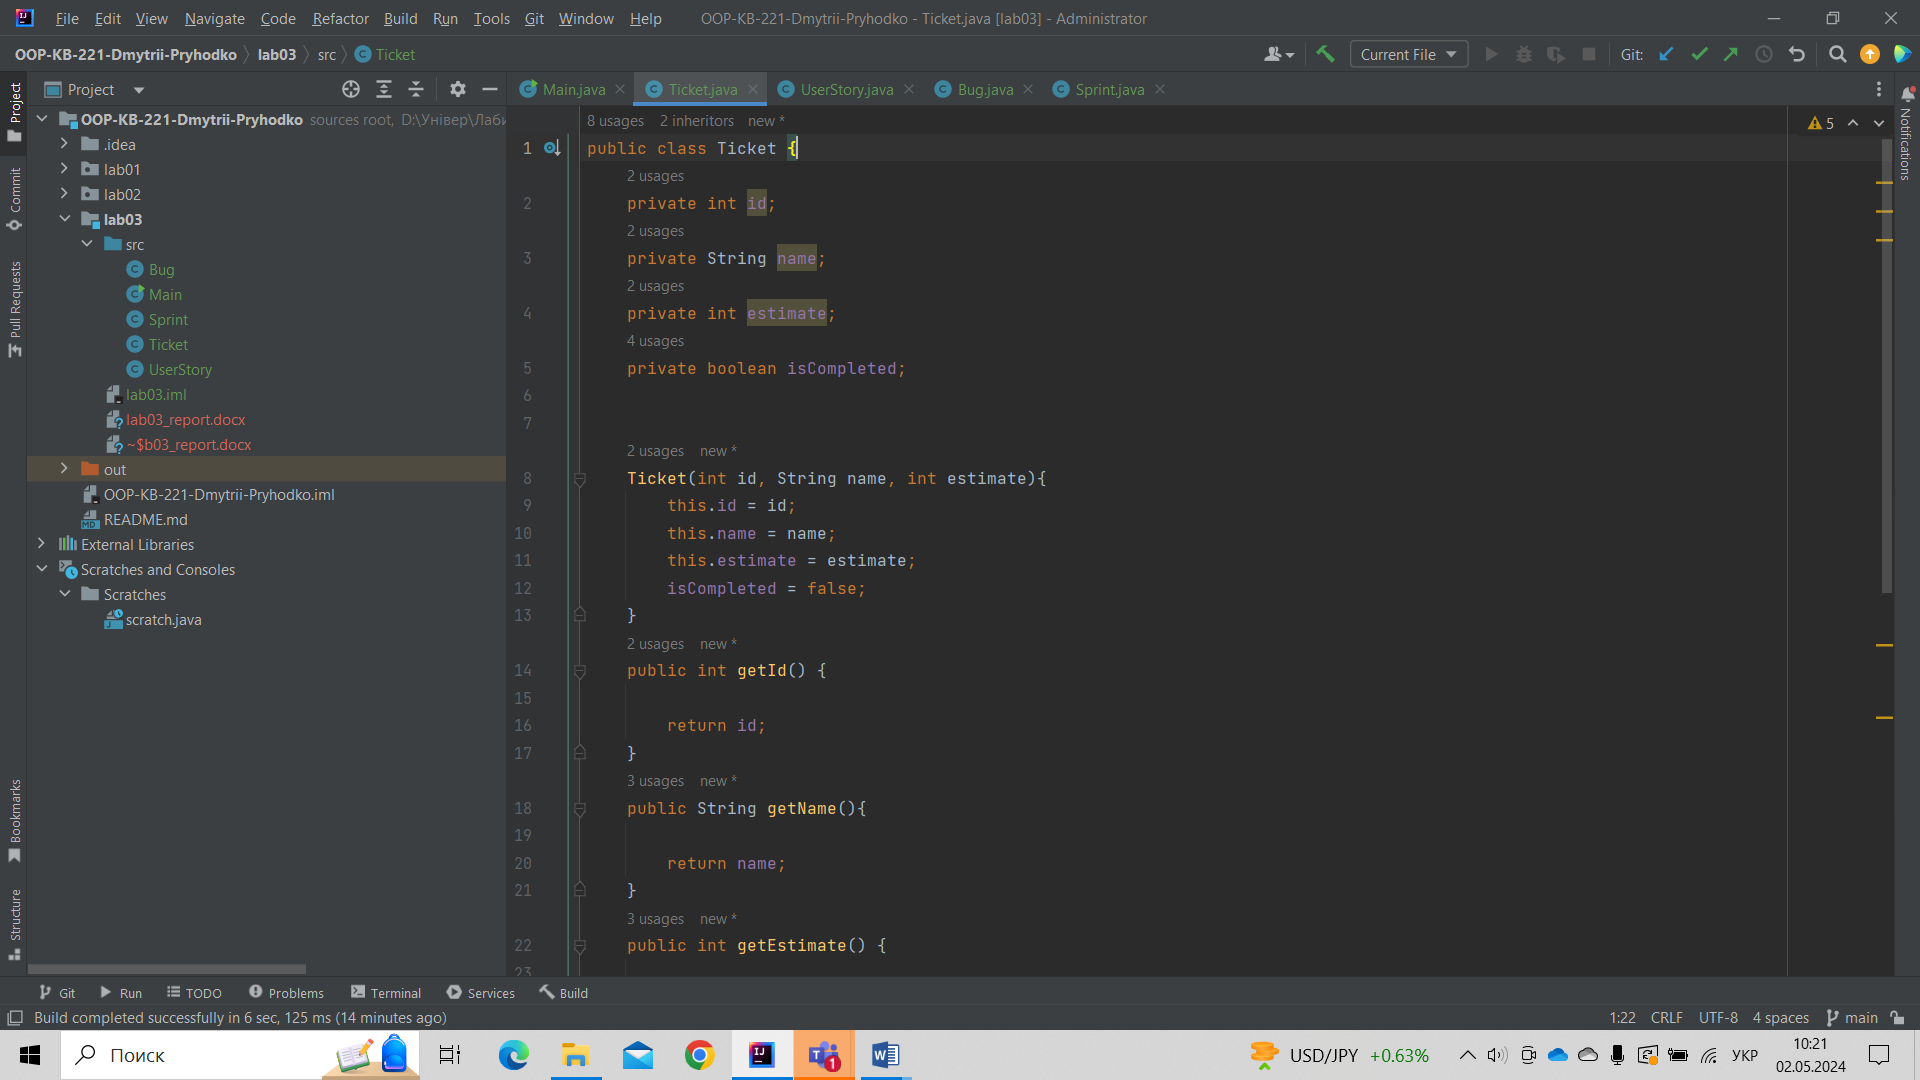 File Edit View Navigate Code Refactor Build Run Tools Git Window Help OOP-KB-221-Dmytrii-Pryhodko - Ticket.java [lab03] - Administrator
OOP-KB-221-Dmytrii-Pryhodko lab03 src Ticket Current File Git:
Project Main.java Ticket.java UserStory.java Bug.java Sprint.java
Project
Commit
Pull Requests
Bookmarks
Structure
Notifications
OOP-KB-221-Dmytrii-Pryhodko sources root, D:\Універ\Лаби
.idea
lab01
lab02
lab03
src
Bug
Main
Sprint
Ticket
UserStory
lab03.iml
lab03_report.docx
~$b03_report.docx
out
OOP-KB-221-Dmytrii-Pryhodko.iml
README.md
External Libraries
Scratches and Consoles
Scratches
scratch.java
8 usages 2 inheritors new *
5
1 public class Ticket {
2 usages
2 private int id;
2 usages
3 private String name;
2 usages
4 private int estimate;
4 usages
5 private boolean isCompleted;
6
7
2 usages new *
8 Ticket(int id, String name, int estimate){
9 this.id = id;
10 this.name = name;
11 this.estimate = estimate;
12 isCompleted = false;
13 }
2 usages new *
14 public int getId() {
15
16 return id;
17 }
3 usages new *
18 public String getName(){
19
20 return name;
21 }
3 usages new *
22 public int getEstimate() {
23
Git Run TODO Problems Terminal Services Build
Build completed successfully in 6 sec, 125 ms (14 minutes ago) 1:22 CRLF UTF-8 4 spaces main
Поиск 1 USD/JPY +0.63% УКР 10:21
02.05.2024